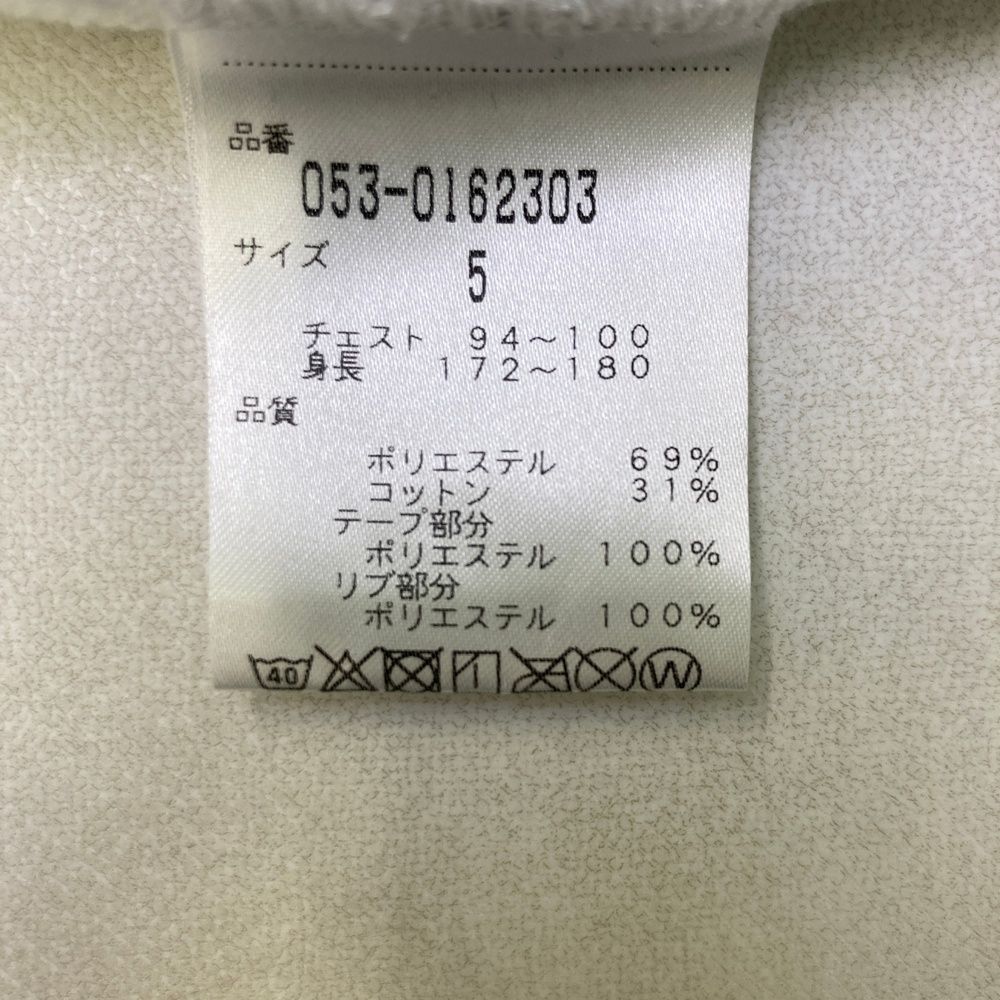 品番
053-0162303
サイズ
5
チェスト 94〜100
身長 172〜180
品質
ポリエステル 69%
コットン 31%
テープ部分
ポリエステル 100%
リブ部分
ポリエステル 100%
40 W